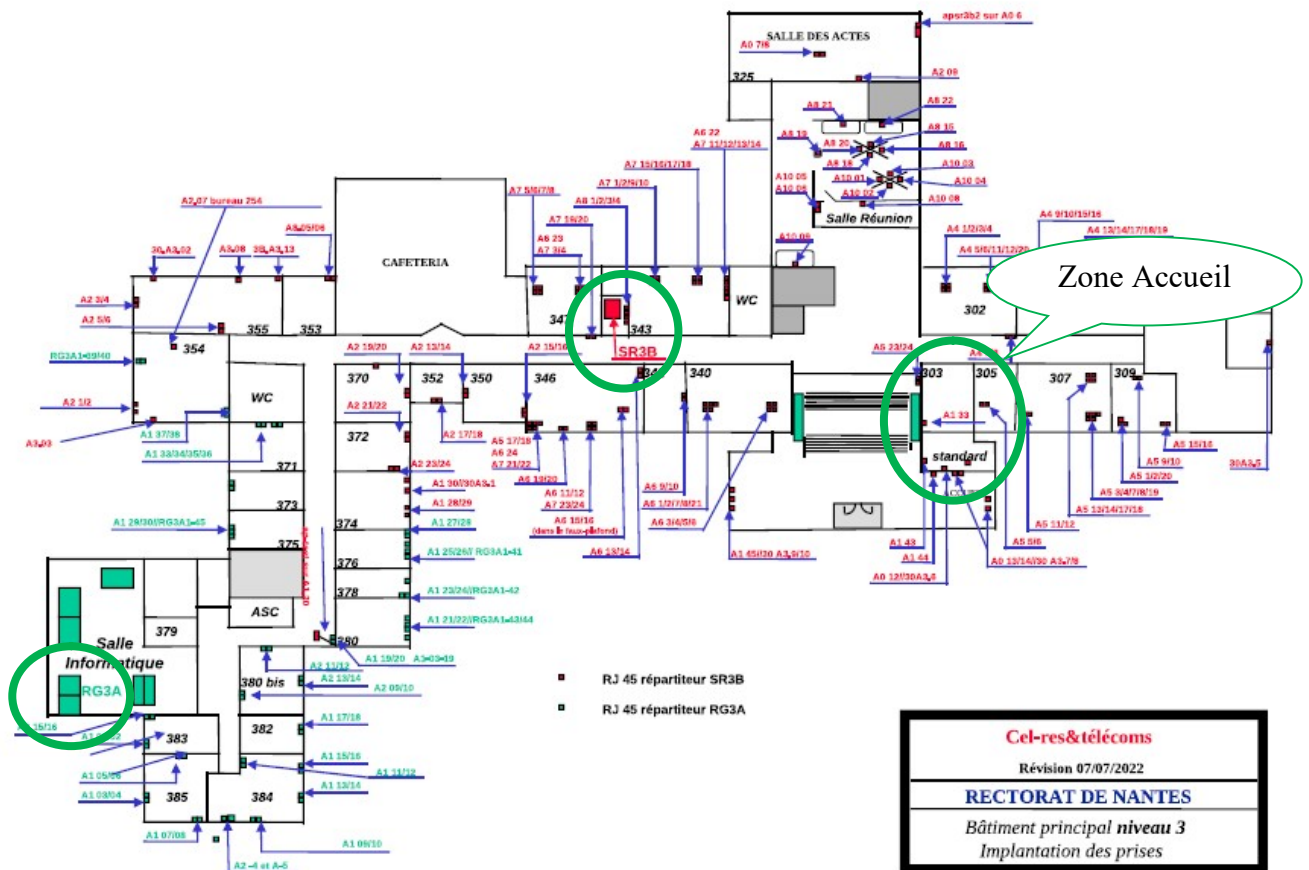 apsr3b2 sur A0 6
SALLE DES ACTES
A0 7/8
325
A2 09
A8 21
A8 22
A8 19
A8 20
A8 15
A8 16
A8 18
A10 03
A10 05
A10 06
A10 01
A10 04
A10 02
A10 08
Salle Réunion
A10 09
A6 22
A7 11/12/13/14
A7 15/16/17/18
A7 1/2/9/10
A7 5/6/7/8
A8 1/2/3/4
A7 19/20
A6 23
A7 3/4
A4 9/10/15/16
A4 1/2/3/4
A4 13/14/17/18/19
A4 5/6/11/12/20
Zone Accueil
A2,07 bureau 254
A8,05/06
30,A3,02
A3,08
CAFETERIA
A2 3/4
A2 5/6
355
353
347
343
WC
302
SR3B
354
RG3A1-39/40
A2 1/2
A3,03
WC
A1 37/38
A1 33/34/35/36
A2 19/20
A2 13/14
A2 15/16
A5 23/24
370
352
350
346
340
303
305
307
309
A2 21/22
372
A2 17/18
A5 17/18
A6 24
A7 21/22
A1 33
standard
371
A2 23/24
A6 19/20
A6 11/12
A7 23/24
A6 9/10
A6 1/2/7/8/21
A5 15/16
A5 9/10
A5 1/2/20
30A3,5
373
A1 30//30A3,1
A1 28/29
A6 15/16
(dans le faux-plafond)
A6 3/4/5/6
A5 3/4/7/8/19
A5 13/14/17/18
A5 11/12
A1 29/30//RG3A1-45
375
374
A1 27/28
A6 13/14
A1 45//30 A3,9/10
A1 43
A1 44
A5 5/6
A0 12//30A3,6
A0 13/14//30 A3,7/8
376
A1 25/26// RG3A1-41
378
A1 23/24//RG3A1-42
ASC
A1 21/22//RG3A1-43/44
379
380
Salle
Informatique
RG3A
A2 11/12
A1 19/20
380 bis
A2 13/14
A2 09/10
RJ 45 répartiteur SR3B
RJ 45 répartiteur RG3A
383
382
A1 17/18
A1 05/06
A1 11/12
A1 15/16
A1 03/04
385
384
A1 13/14
A1 07/08
A1 09/10
A2 -4 et A-5
Cel-res&télécoms
Révision 07/07/2022
RECTORAT DE NANTES
Bâtiment principal niveau 3
Implantation des prises